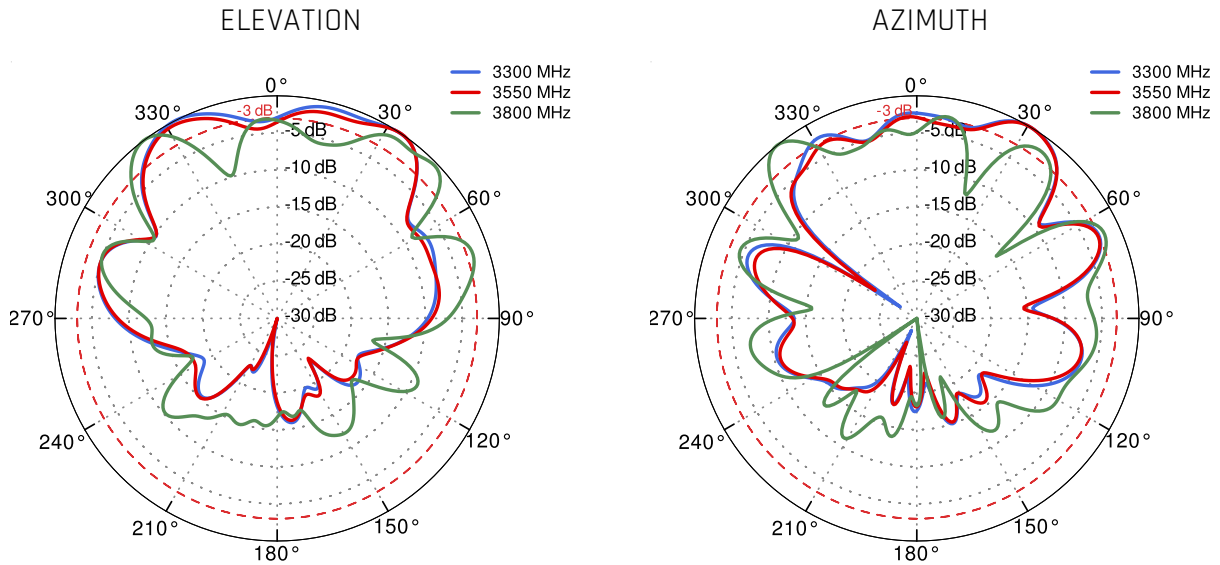 ELEVATION
3300 MHz
3550 MHz
3800 MHz
0°
30°
60°
90°
120°
150°
180°
210°
240°
270°
300°
330°
-3 dB
-5 dB
-10 dB
-15 dB
-20 dB
-25 dB
-30 dB
AZIMUTH
3300 MHz
3550 MHz
3800 MHz
0°
30°
60°
90°
120°
150°
180°
210°
240°
270°
300°
330°
-3 dB
-5 dB
-10 dB
-15 dB
-20 dB
-25 dB
-30 dB